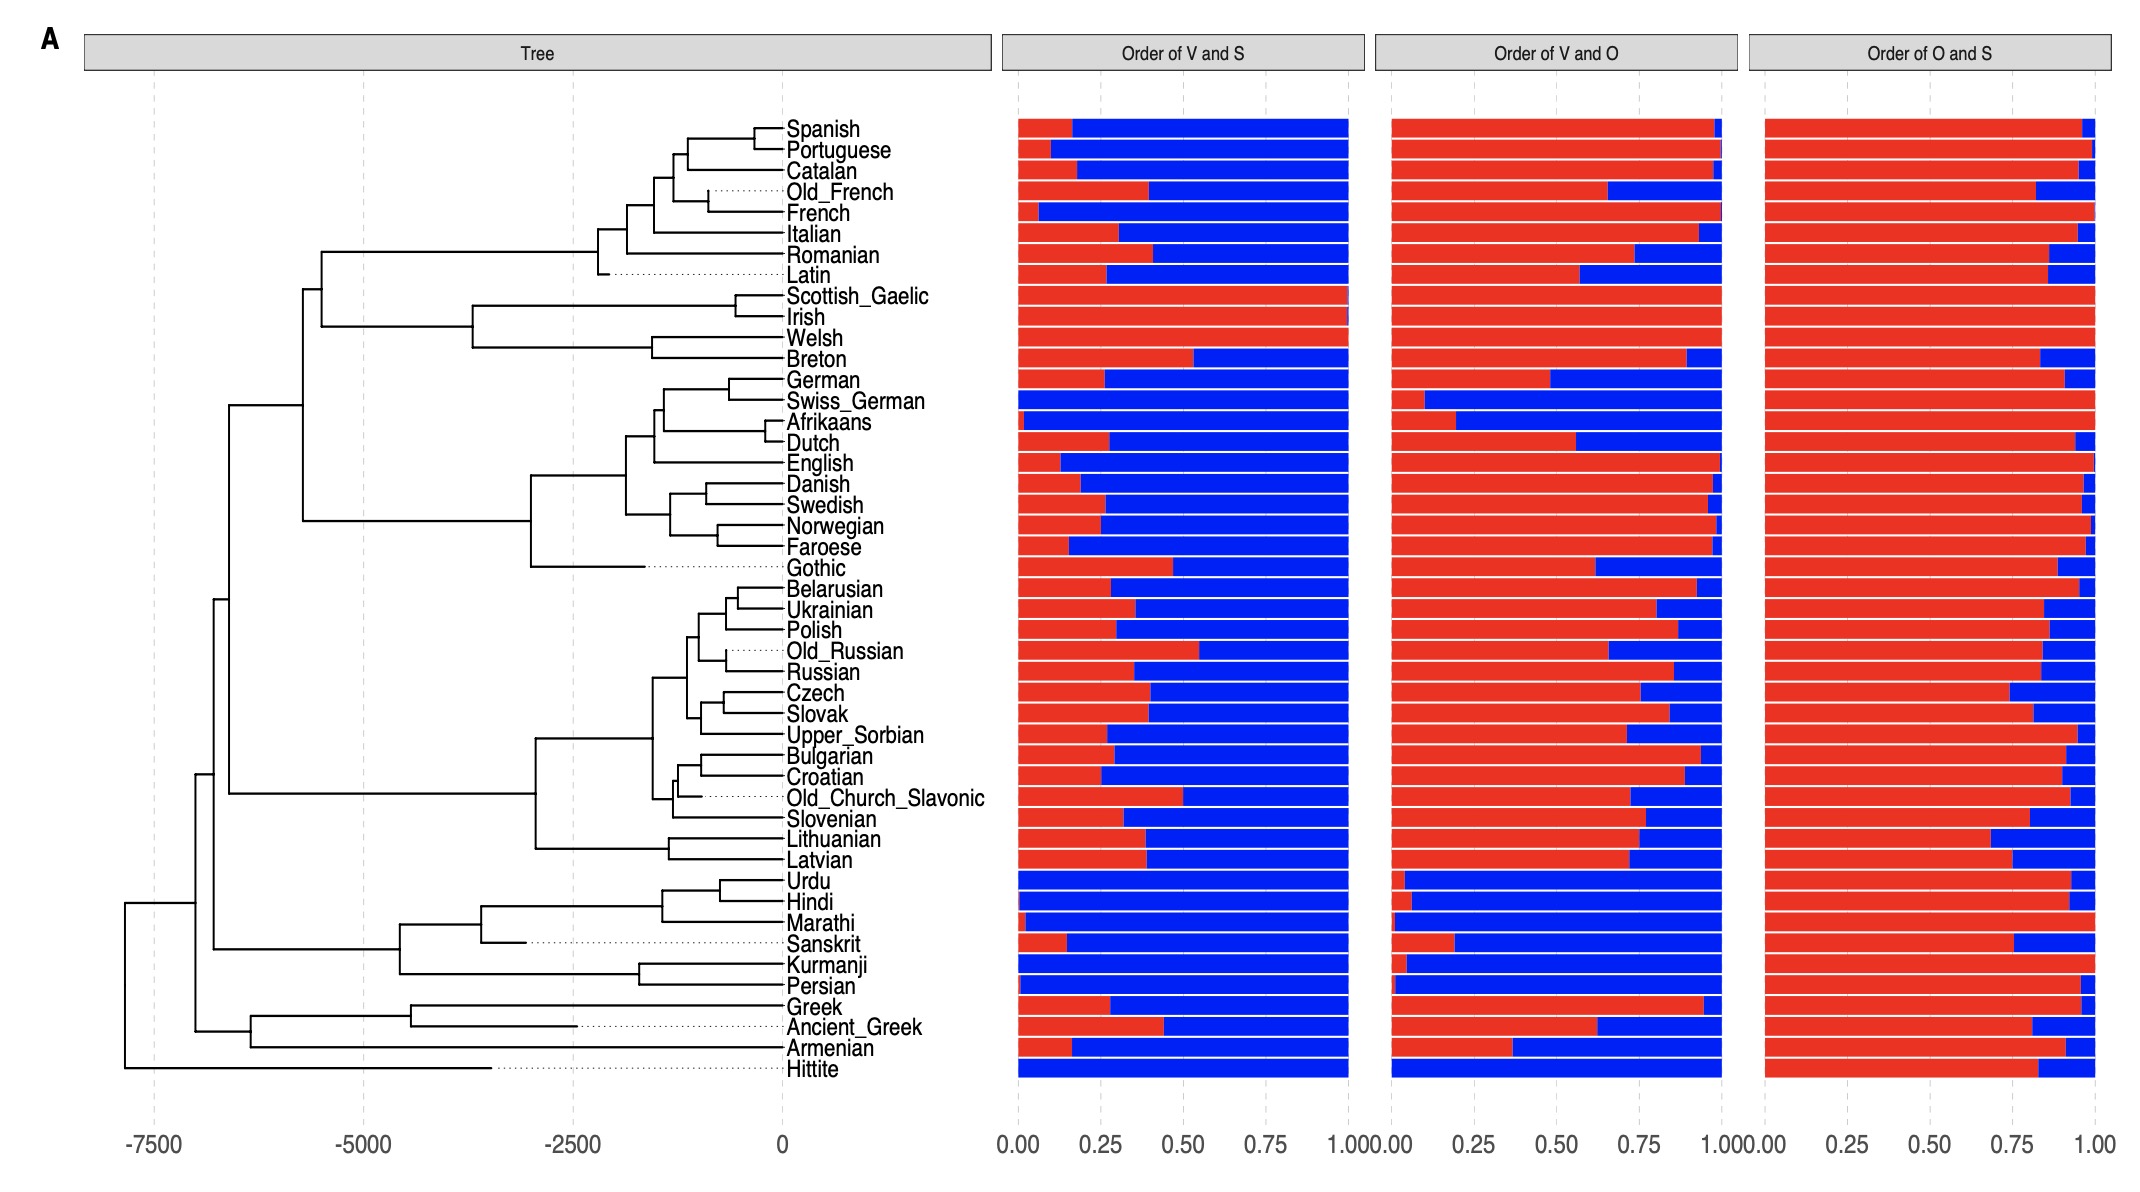 A
Tree Order of V and S Order of V and O Order of O and S
Spanish
Portuguese
Catalan
Old_French
French
Italian
Romanian
Latin
Scottish_Gaelic
Irish
Welsh
Breton
German
Swiss_German
Afrikaans
Dutch
English
Danish
Swedish
Norwegian
Faroese
Gothic
Belarusian
Ukrainian
Polish
Old_Russian
Russian
Czech
Slovak
Upper_Sorbian
Bulgarian
Croatian
Old_Church_Slavonic
Slovenian
Lithuanian
Latvian
Urdu
Hindi
Marathi
Sanskrit
Kurmanji
Persian
Greek
Ancient_Greek
Armenian
Hittite
-7500 -5000 -2500 0 0.00 0.25 0.50 0.75 1.00 0.00 0.25 0.50 0.75 1.00 0.00 0.25 0.50 0.75 1.00